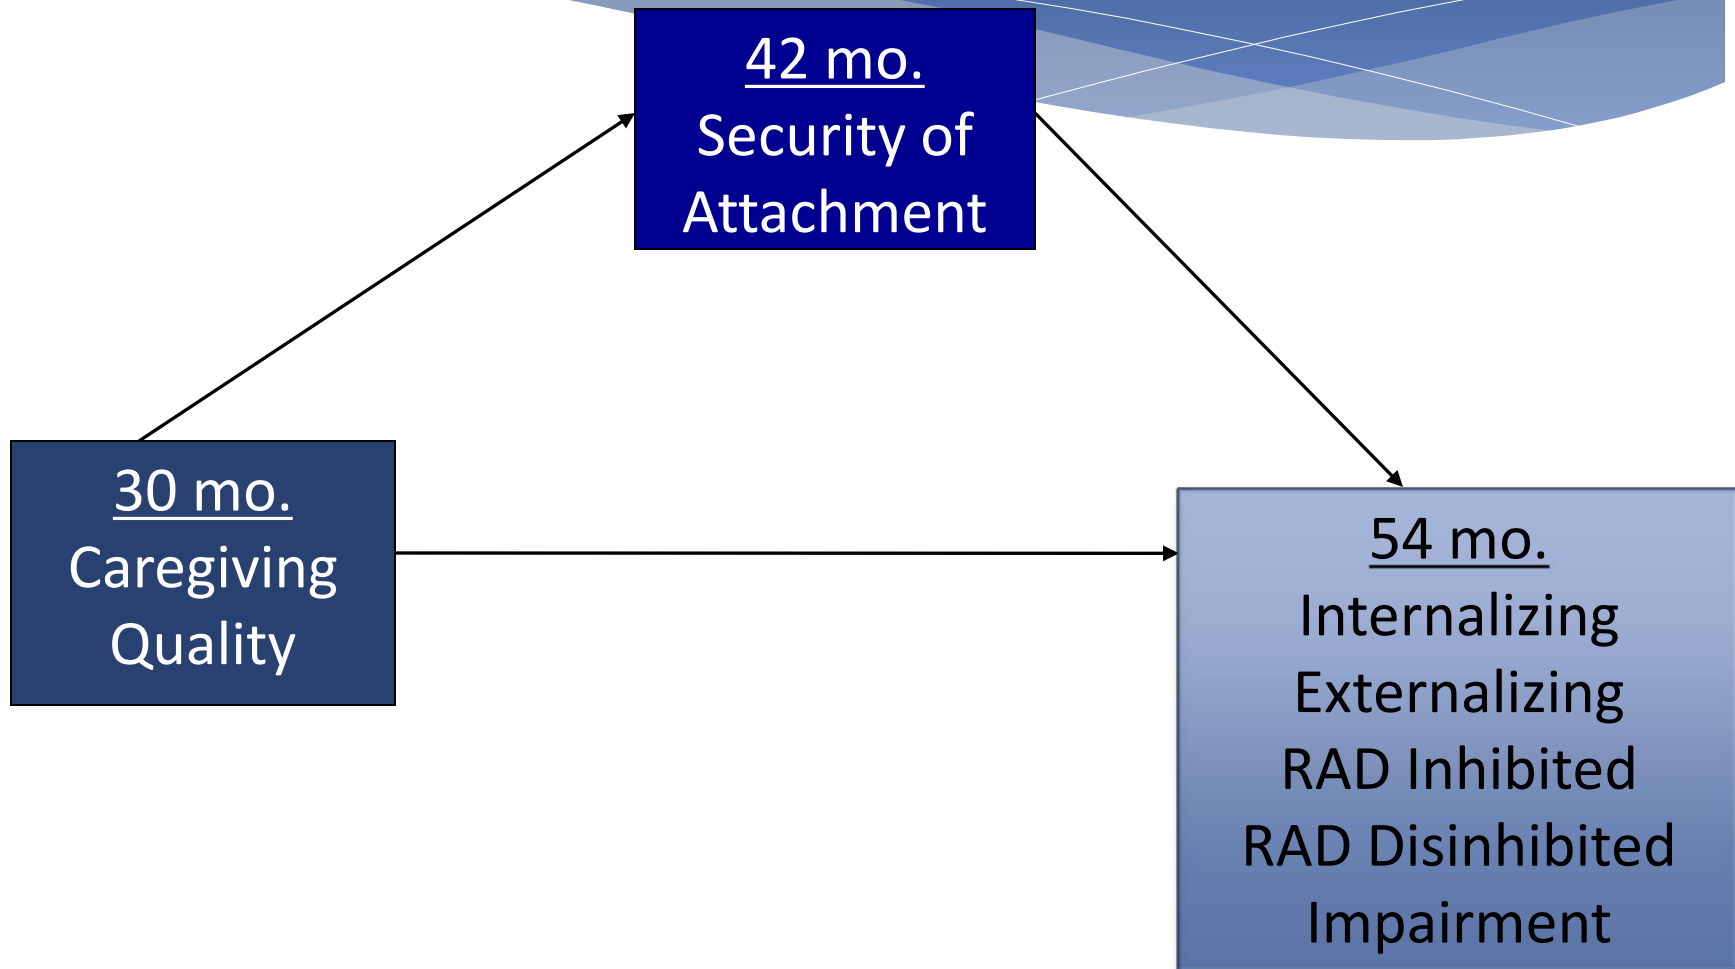 42 mo.
Security of
Attachment
30 mo.
Caregiving
Quality
54 mo.
Internalizing
Externalizing
RAD Inhibited
RAD Disinhibited
Impairment